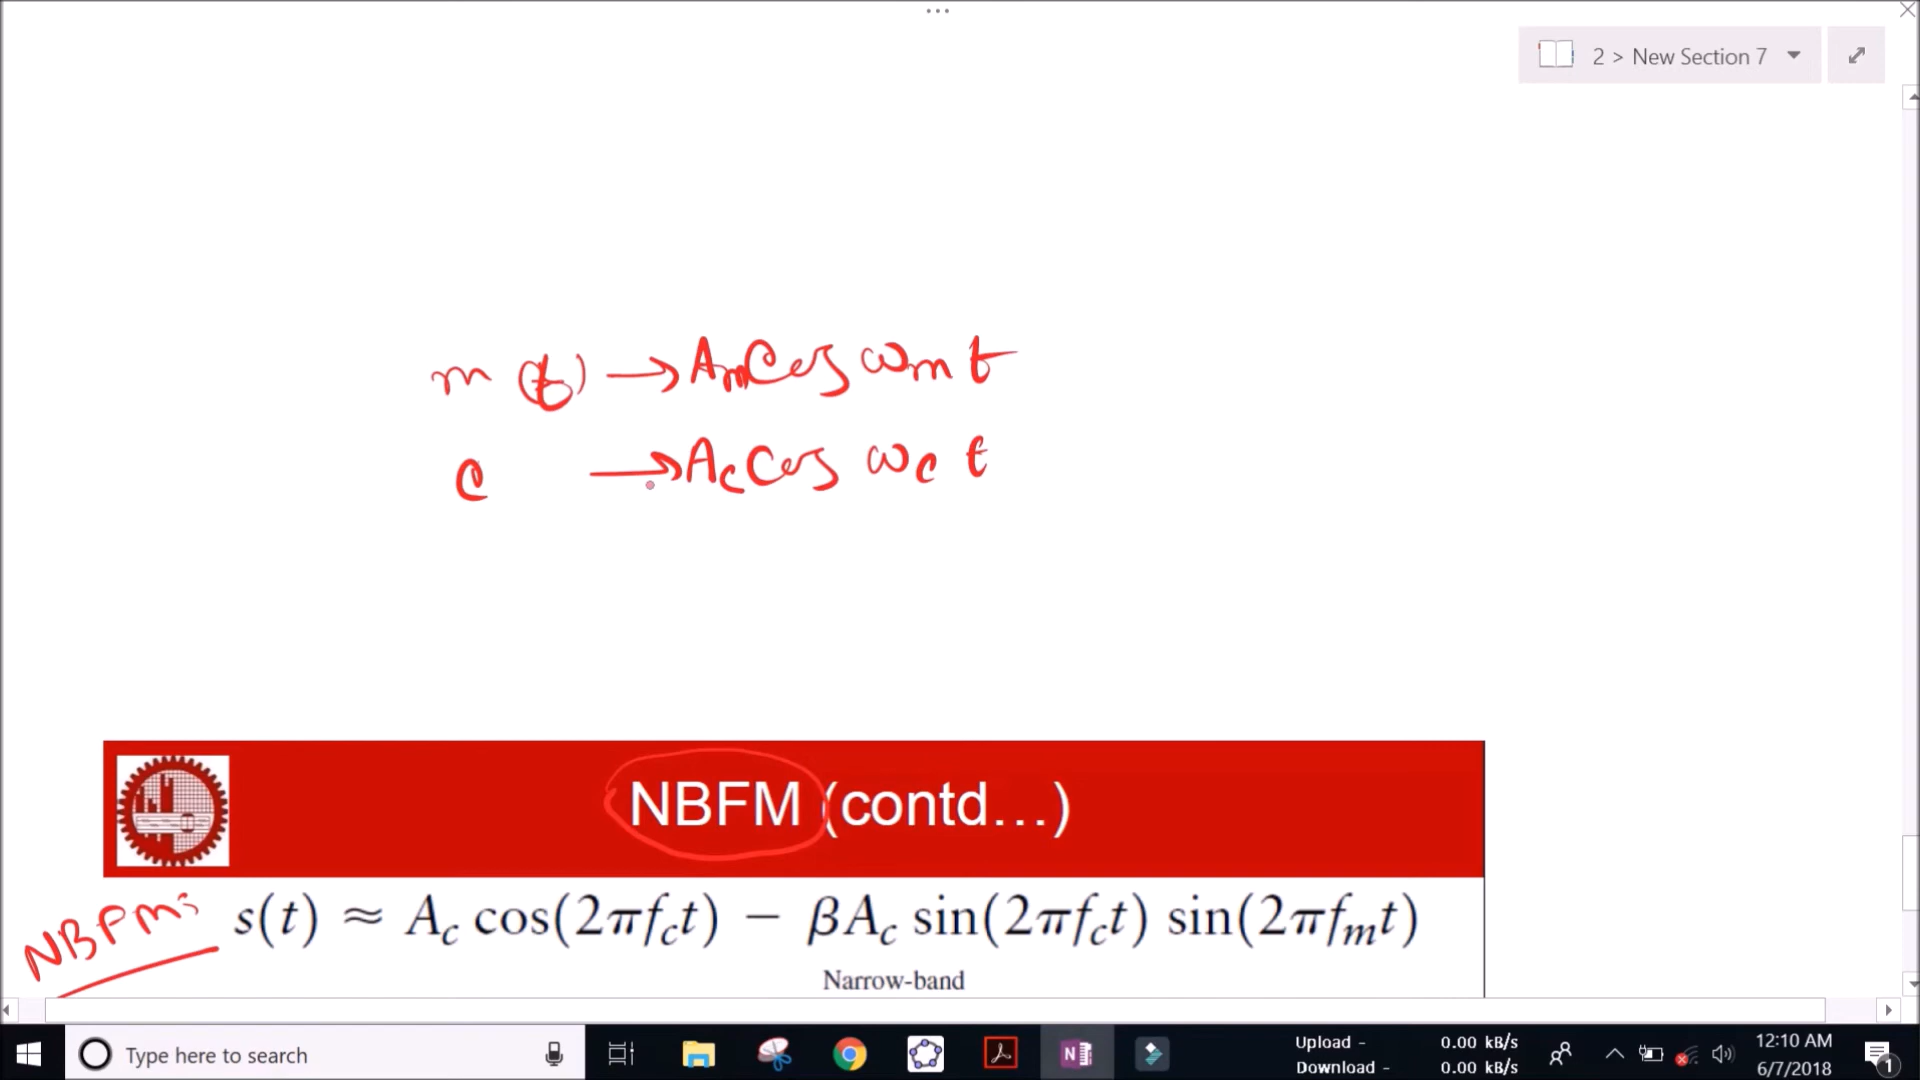 ...
2 > New Section 7
m (t) → Am Cos ωm t
c → Ac Cos ωc t
NBFM (contd...)
NBFM:
s(t) ≈ Ac cos(2πfct) − βAc sin(2πfct) sin(2πfmt)
Narrow-band
Type here to search
Upload - 0.00 kB/s
Download - 0.00 kB/s
12:10 AM
6/7/2018
1